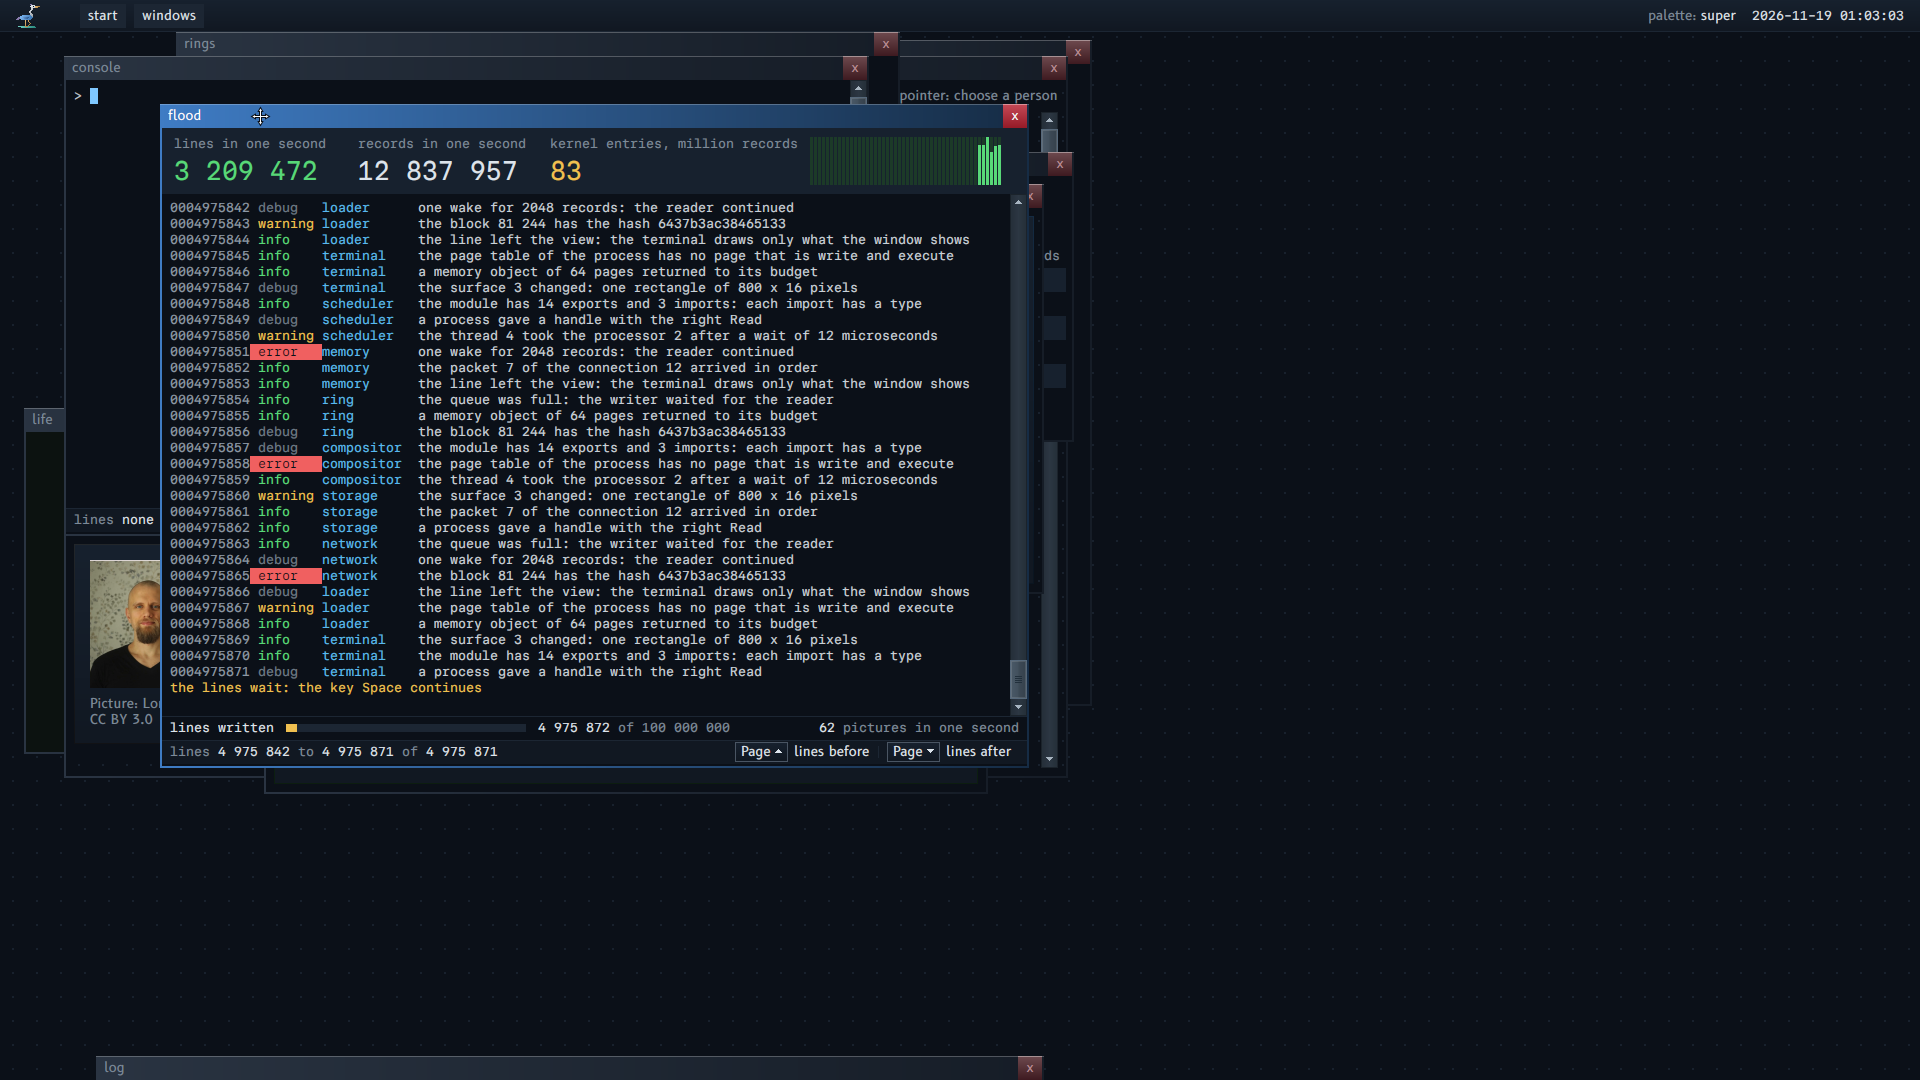 start windows palette: super 2026-11-19 01:03:03
rings x
x
console x
x
> 
pointer: choose a person
flood x
lines in one second records in one second kernel entries, million records
3 209 472 12 837 957 83
x
x
ds
0004975842 debug loader one wake for 2048 records: the reader continued
0004975843 warning loader the block 81 244 has the hash 6437b3ac38465133
0004975844 info loader the line left the view: the terminal draws only what the window shows
0004975845 info terminal the page table of the process has no page that is write and execute
0004975846 info terminal a memory object of 64 pages returned to its budget
0004975847 debug terminal the surface 3 changed: one rectangle of 800 x 16 pixels
0004975848 info scheduler the module has 14 exports and 3 imports: each import has a type
0004975849 debug scheduler a process gave a handle with the right Read
0004975850 warning scheduler the thread 4 took the processor 2 after a wait of 12 microseconds
0004975851 error memory one wake for 2048 records: the reader continued
0004975852 info memory the packet 7 of the connection 12 arrived in order
0004975853 info memory the line left the view: the terminal draws only what the window shows
0004975854 info ring the queue was full: the writer waited for the reader
0004975855 info ring a memory object of 64 pages returned to its budget
0004975856 debug ring the block 81 244 has the hash 6437b3ac38465133
0004975857 debug compositor the module has 14 exports and 3 imports: each import has a type
0004975858 error compositor the page table of the process has no page that is write and execute
0004975859 info compositor the thread 4 took the processor 2 after a wait of 12 microseconds
0004975860 warning storage the surface 3 changed: one rectangle of 800 x 16 pixels
0004975861 info storage the packet 7 of the connection 12 arrived in order
0004975862 info storage a process gave a handle with the right Read
0004975863 info network the queue was full: the writer waited for the reader
0004975864 debug network one wake for 2048 records: the reader continued
0004975865 error network the block 81 244 has the hash 6437b3ac38465133
0004975866 debug loader the line left the view: the terminal draws only what the window shows
0004975867 warning loader the page table of the process has no page that is write and execute
0004975868 info loader a memory object of 64 pages returned to its budget
0004975869 info terminal the surface 3 changed: one rectangle of 800 x 16 pixels
0004975870 info terminal the module has 14 exports and 3 imports: each import has a type
0004975871 debug terminal a process gave a handle with the right Read
the lines wait: the key Space continues
lines written 4 975 872 of 100 000 000 62 pictures in one second
lines 4 975 842 to 4 975 871 of 4 975 871 Page lines before Page lines after
life
lines none
Picture: Lo
CC BY 3.0
log x